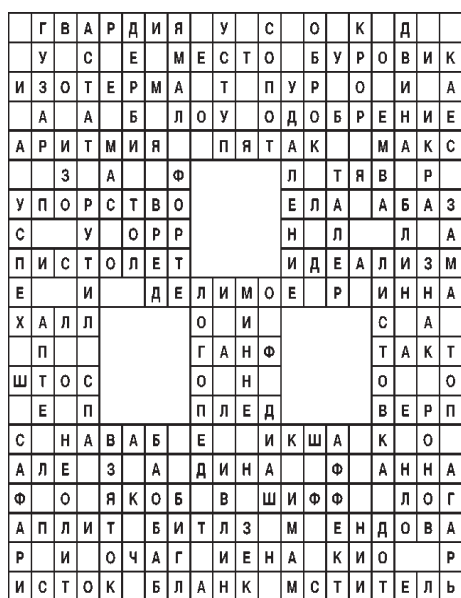 ГВАРДИЯ У С О К Д
У С Е МЕСТО БУРОВИК
ИЗОТЕРМА Т ПУР О И А
А А Б ЛОУ ОДОБРЕНИЕ
АРИТМИЯ ПЯТАК МАКС
З А Ф Л ТЯВ Р
УПОРСТВО ЕЛА АБАЗ
С У ОРР Н Л Л А
ПИСТОЛЕТ ИДЕАЛИЗМ
Е И ДЕЛИМОЕ Р ИННА
ХАЛЛ О И С А
П ГАНФ ТАКТ
ШТОС О Н О О
Е П ПЛЕД ВЕРП
С НАВАБ Е ИКША К О
АЛЕ З А ДИНА Ф АННА
Ф О ЯКОБ В ШИФФ ЛОГ
АПЛИТ БИТЛЗ М ЕНДОВА
Р И ОЧАГ ИЕНА КИО Р
ИСТОК БЛАНК МСТИТЕЛЬ